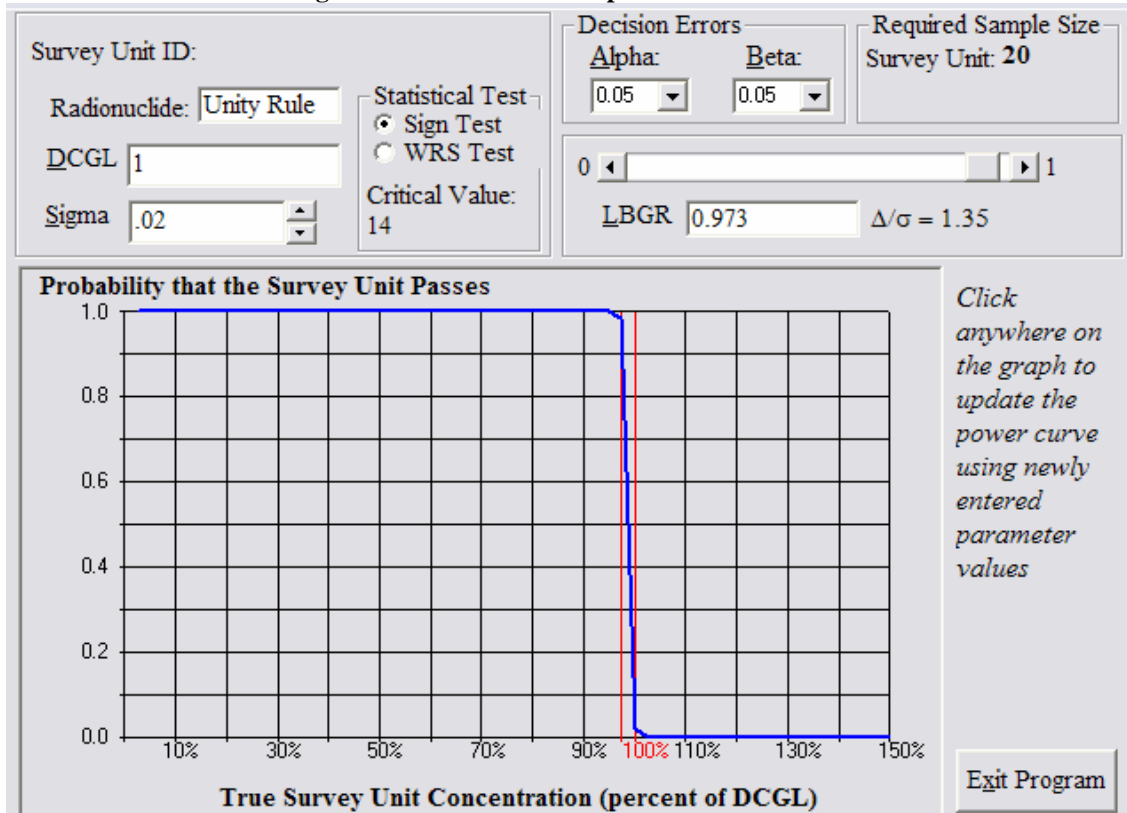 Survey Unit ID:
Radionuclide: Unity Rule
DCGL 1
Sigma .02
Statistical Test
Sign Test
WRS Test
Critical Value:
14
Decision Errors
Alpha: Beta:
0.05 0.05
Required Sample Size
Survey Unit: 20
0 1
LBGR 0.973 Δ/σ = 1.35
Probability that the Survey Unit Passes
1.0
0.8
0.6
0.4
0.2
0.0
10% 30% 50% 70% 90% 100% 110% 130% 150%
True Survey Unit Concentration (percent of DCGL)
Click
anywhere on
the graph to
update the
power curve
using newly
entered
parameter
values
Exit Program